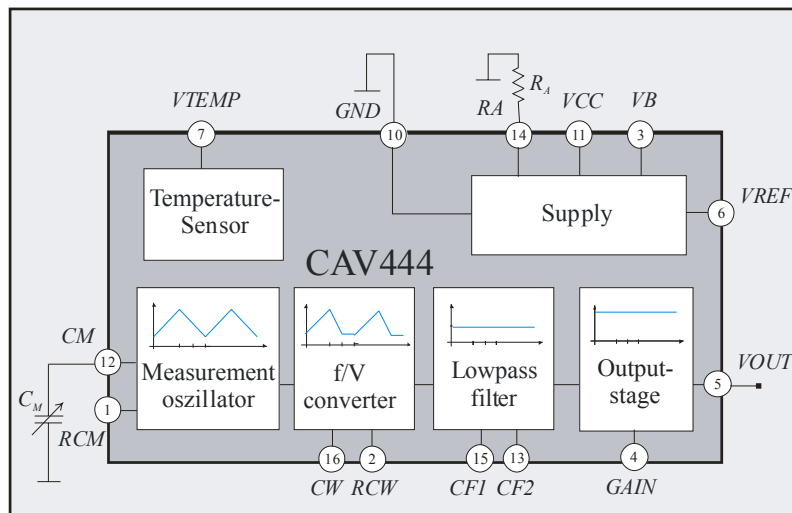 VTEMP
GND
RA
R_A
VCC
VB
7
10
14
11
3
VREF
6
Temperature-
Sensor
Supply
CAV444
CM
12
C_M
1
RCM
Measurement
oszillator
f/V
converter
Lowpass
filter
Output-
stage
VOUT
5
16
2
15
13
4
CW
RCW
CF1
CF2
GAIN